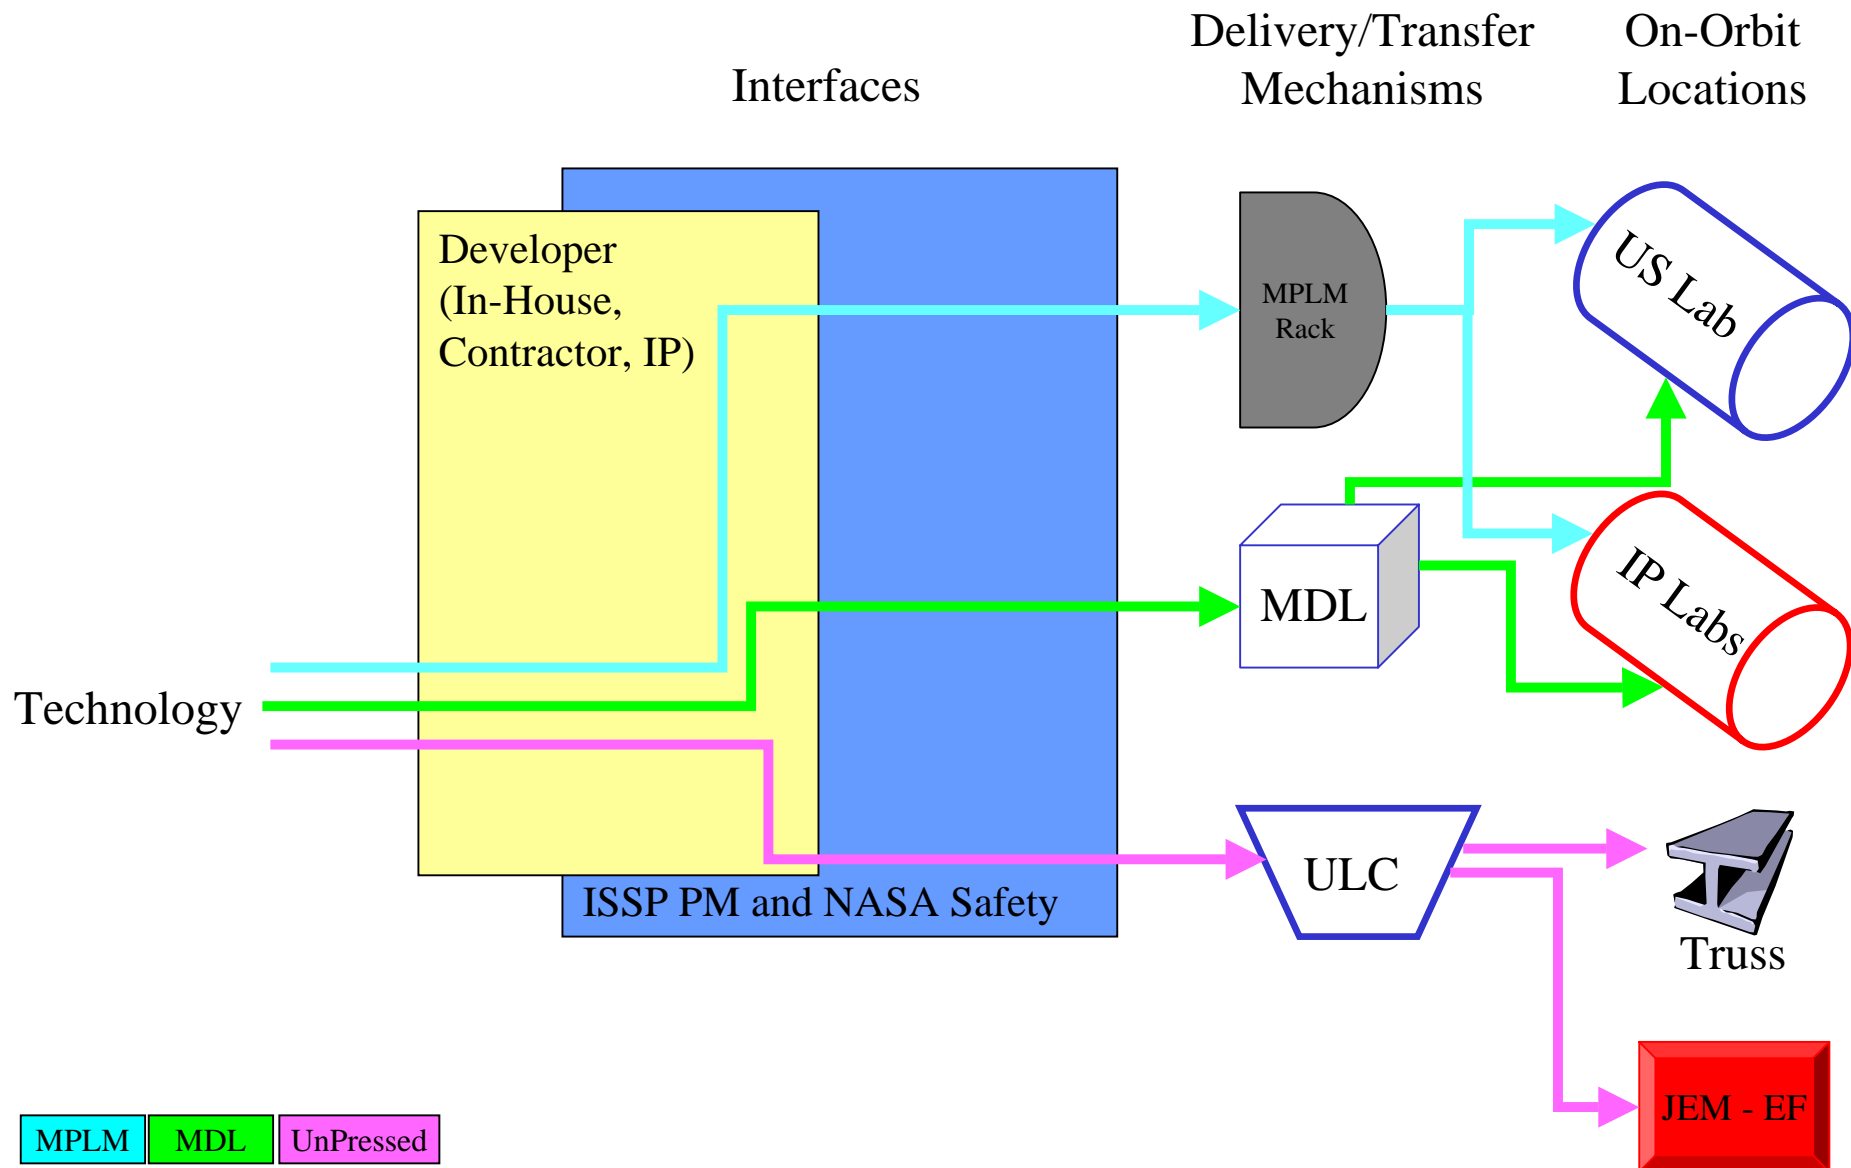 Delivery/Transfer
Mechanisms
On-Orbit
Locations
Interfaces
Developer
(In-House,
Contractor, IP)
MPLM
Rack
US Lab
MDL
IP Labs
Technology
ULC
ISSP PM and NASA Safety
Truss
JEM - EF
MPLM
MDL
UnPressed